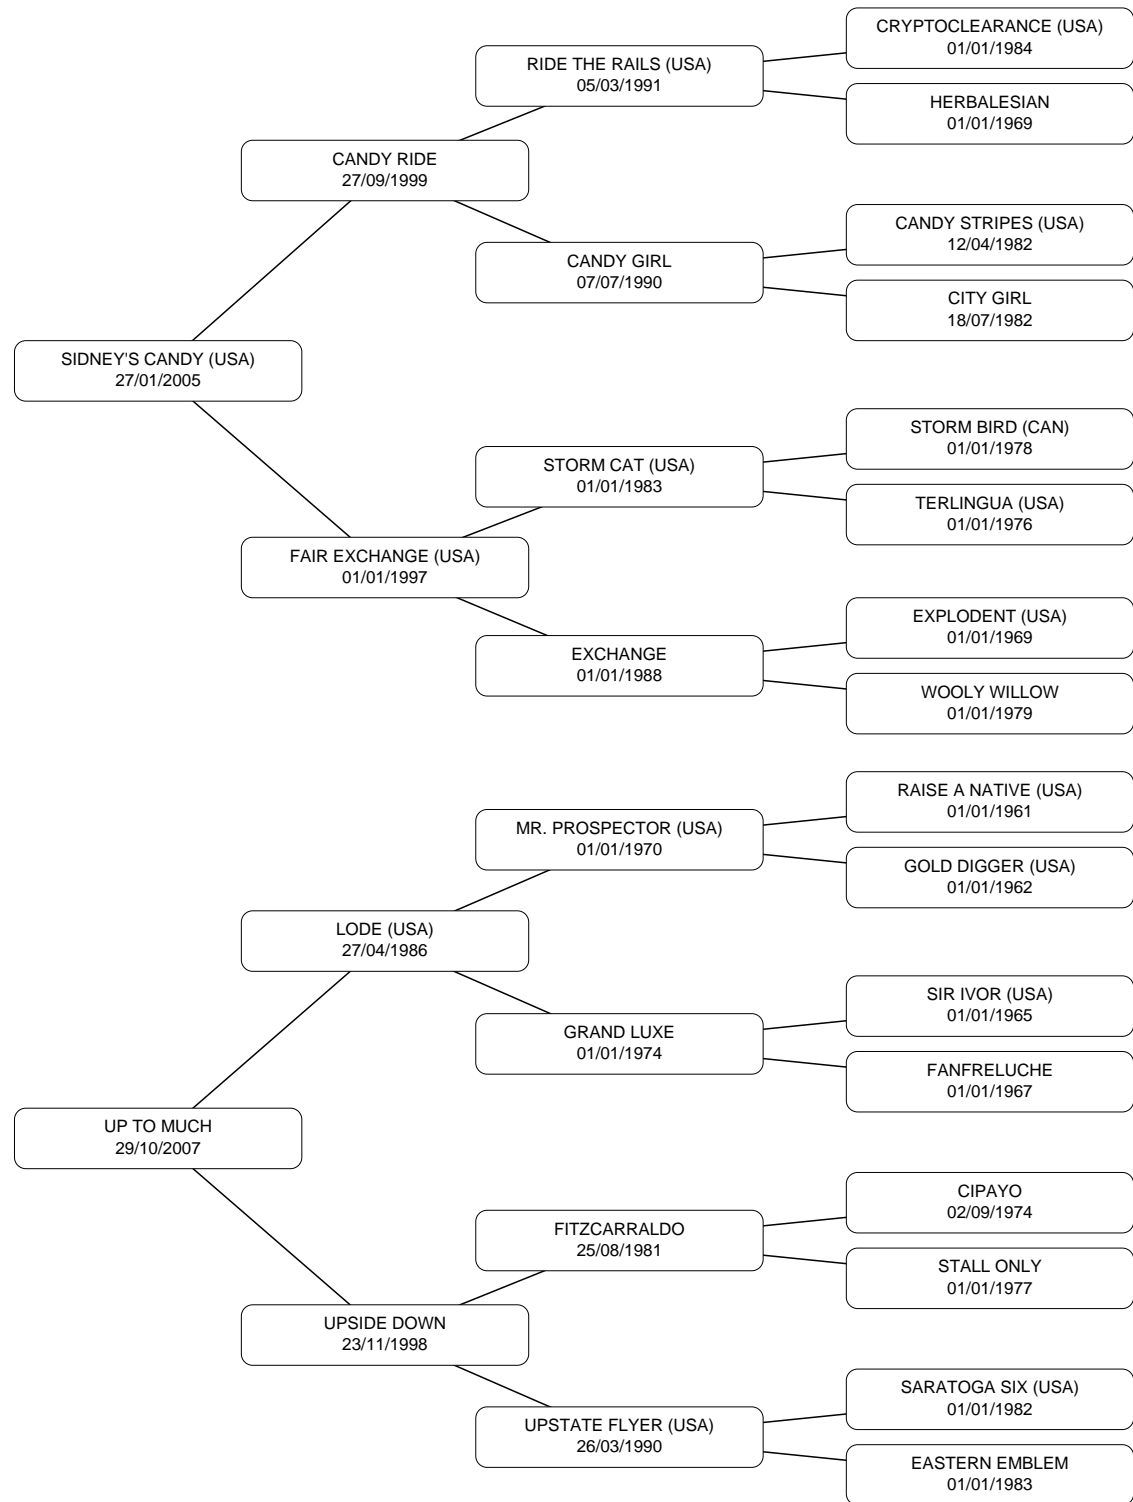 CRYPTOCLEARANCE (USA)
01/01/1984
RIDE THE RAILS (USA)
05/03/1991
HERBALESIAN
01/01/1969
CANDY RIDE
27/09/1999
CANDY STRIPES (USA)
12/04/1982
CANDY GIRL
07/07/1990
CITY GIRL
18/07/1982
SIDNEY'S CANDY (USA)
27/01/2005
STORM BIRD (CAN)
01/01/1978
STORM CAT (USA)
01/01/1983
TERLINGUA (USA)
01/01/1976
FAIR EXCHANGE (USA)
01/01/1997
EXPLODENT (USA)
01/01/1969
EXCHANGE
01/01/1988
WOOLY WILLOW
01/01/1979
RAISE A NATIVE (USA)
01/01/1961
MR. PROSPECTOR (USA)
01/01/1970
GOLD DIGGER (USA)
01/01/1962
LODE (USA)
27/04/1986
SIR IVOR (USA)
01/01/1965
GRAND LUXE
01/01/1974
FANFRELUCHE
01/01/1967
UP TO MUCH
29/10/2007
CIPAYO
02/09/1974
FITZCARRALDO
25/08/1981
STALL ONLY
01/01/1977
UPSIDE DOWN
23/11/1998
SARATOGA SIX (USA)
01/01/1982
UPSTATE FLYER (USA)
26/03/1990
EASTERN EMBLEM
01/01/1983